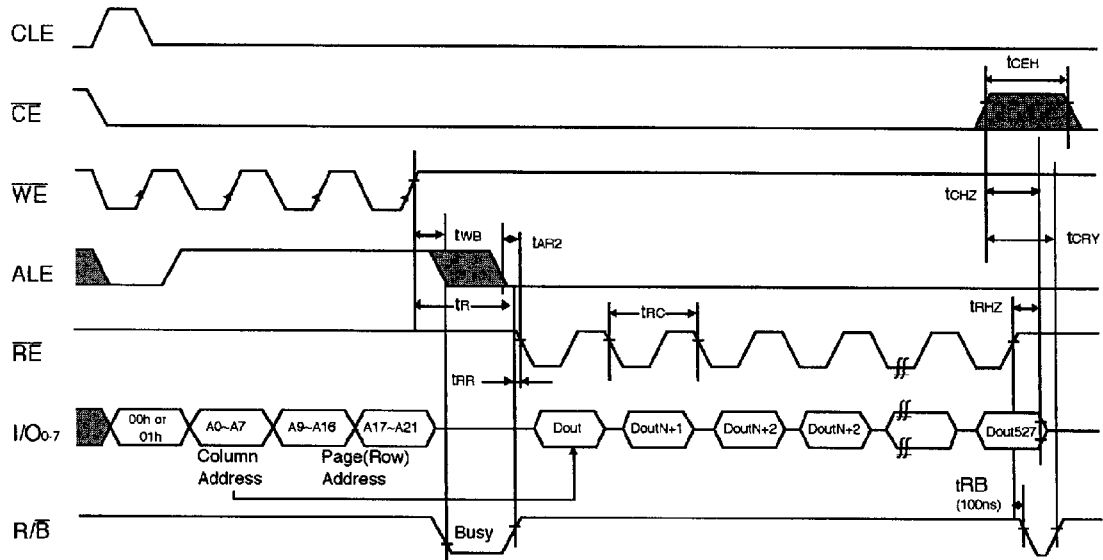 CLE
tCEH
CE
WE
tCHZ
tWB
tAR2
tCRY
ALE
tR
tRC
tRHZ
RE
tRR
I/O0-7
00h or
01h
A0~A7
A9~A16
A17~A21
Dout
DoutN+1
DoutN+2
DoutN+2
Dout527
Column
Address
Page(Row)
Address
tRB
(100ns)
R/B
Busy